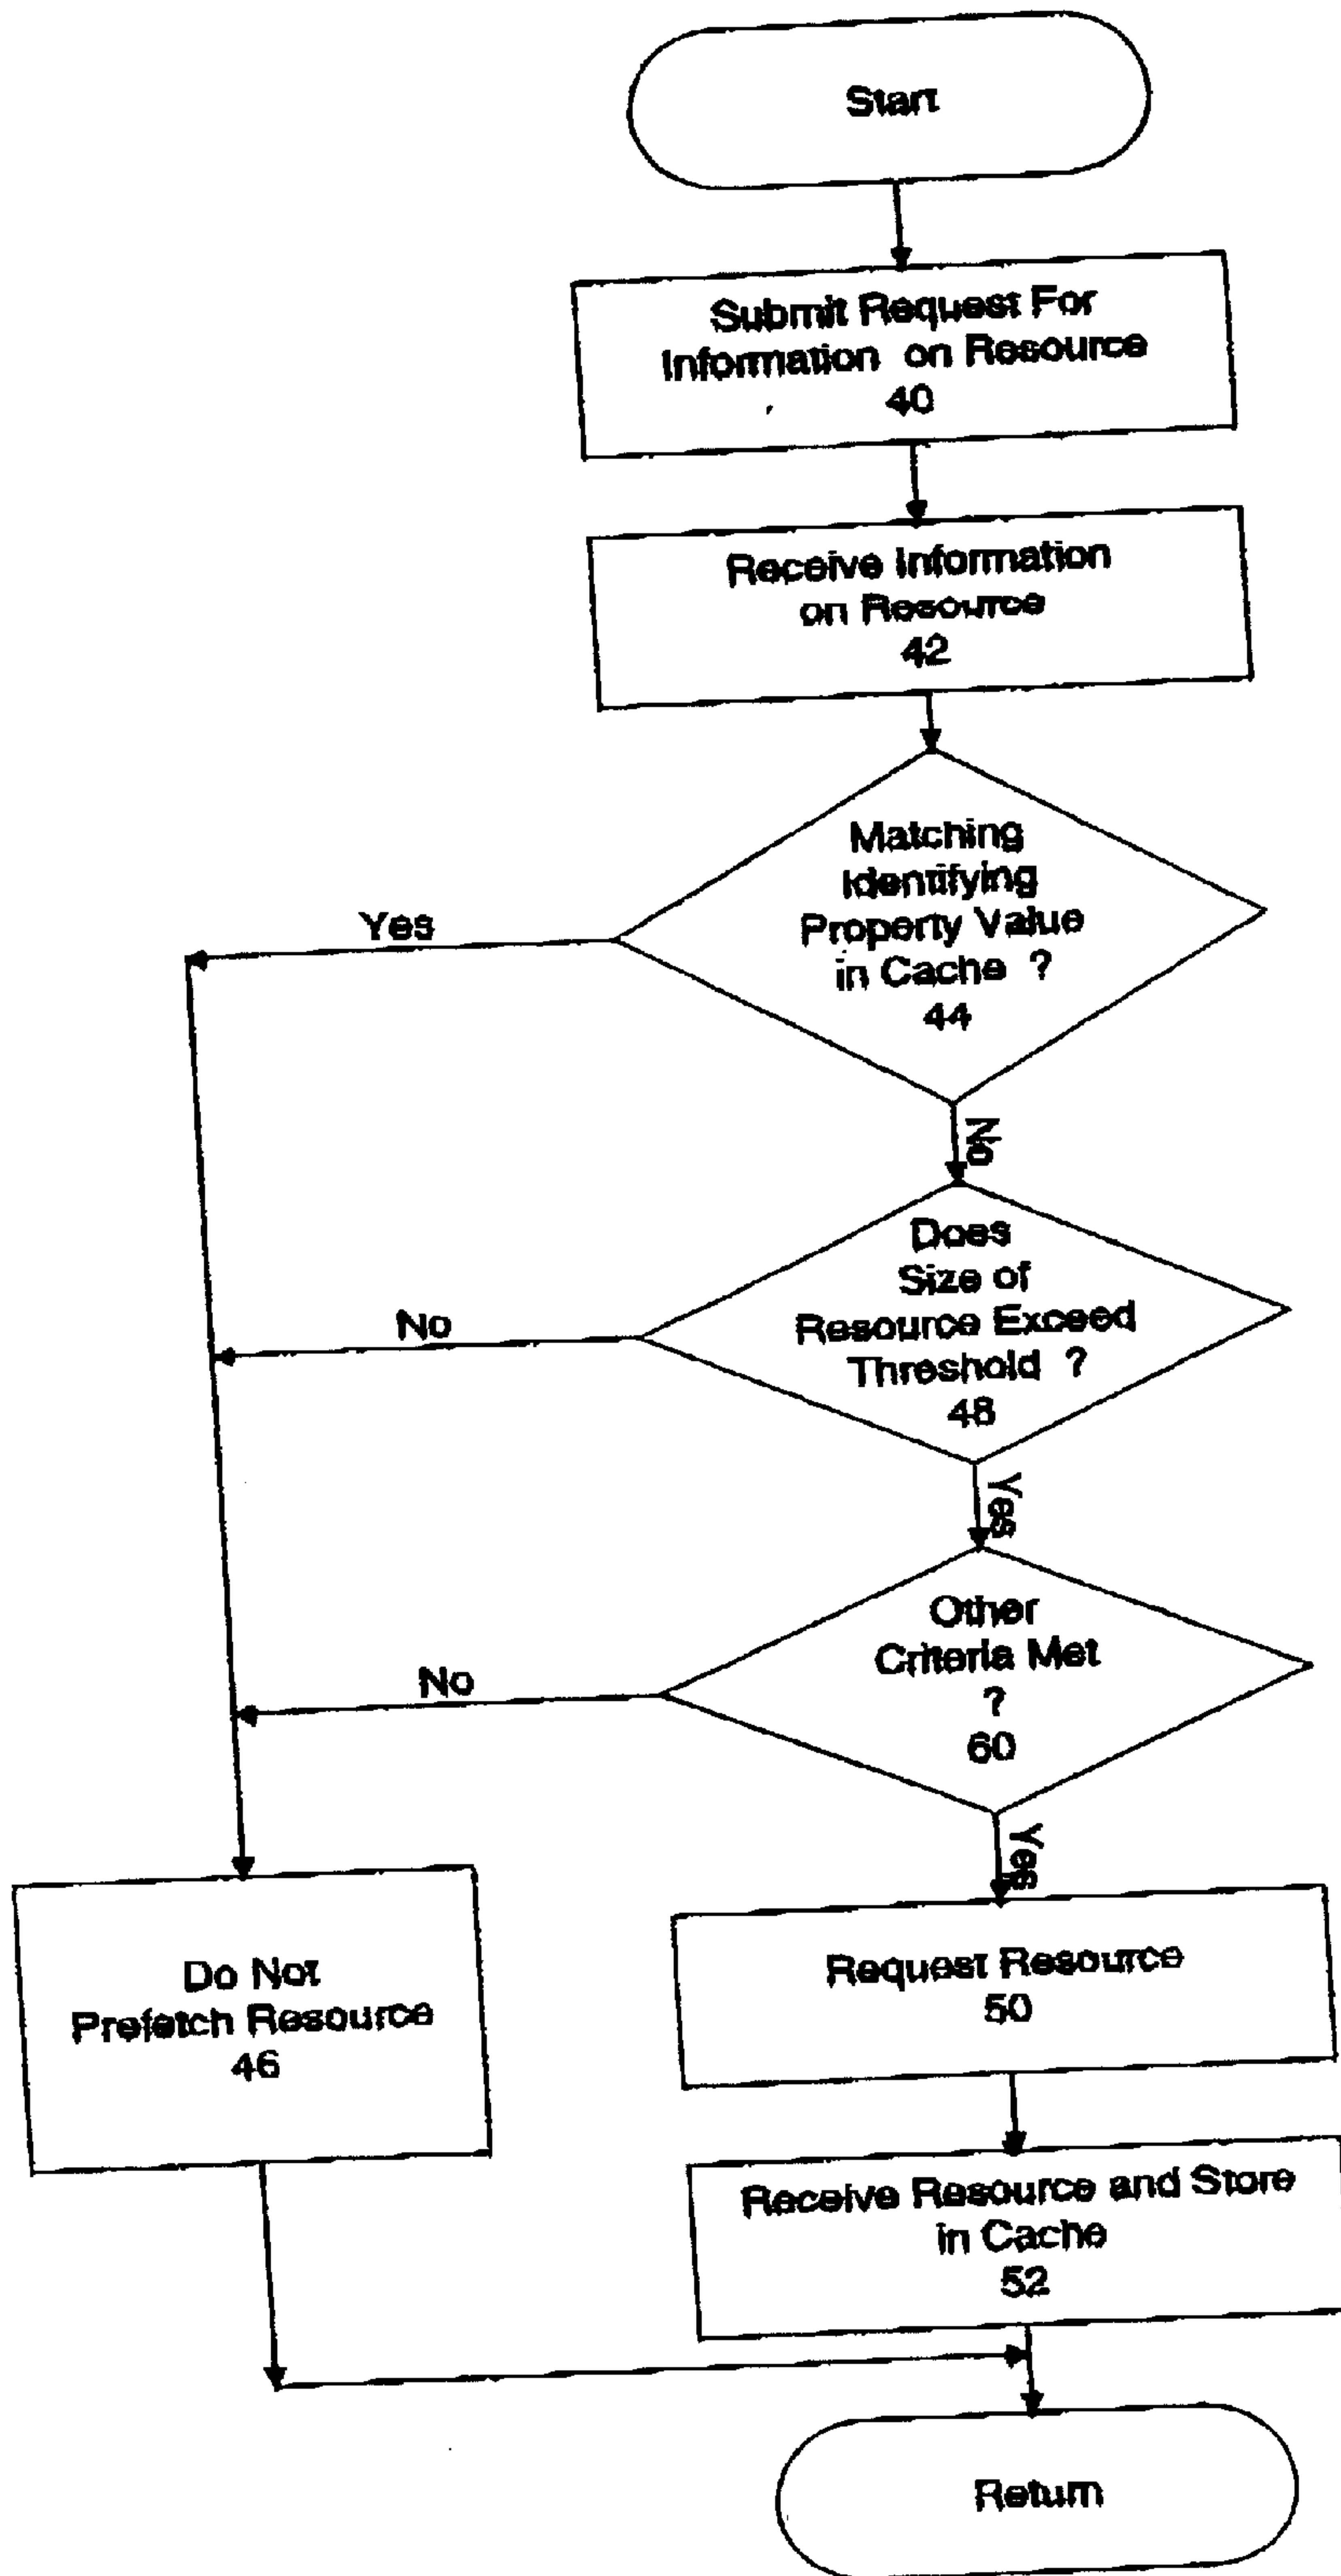 Start
Submit Request For
Information on Resource
40
Receive Information
on Resource
42
Matching
Identifying
Property Value
in Cache ?
44
Yes
No
Does
Size of
Resource Exceed
Threshold ?
48
No
Yes
Other
Criteria Met
?
60
No
Yes
Do Not
Prefetch Resource
46
Request Resource
50
Receive Resource and Store
in Cache
52
Return